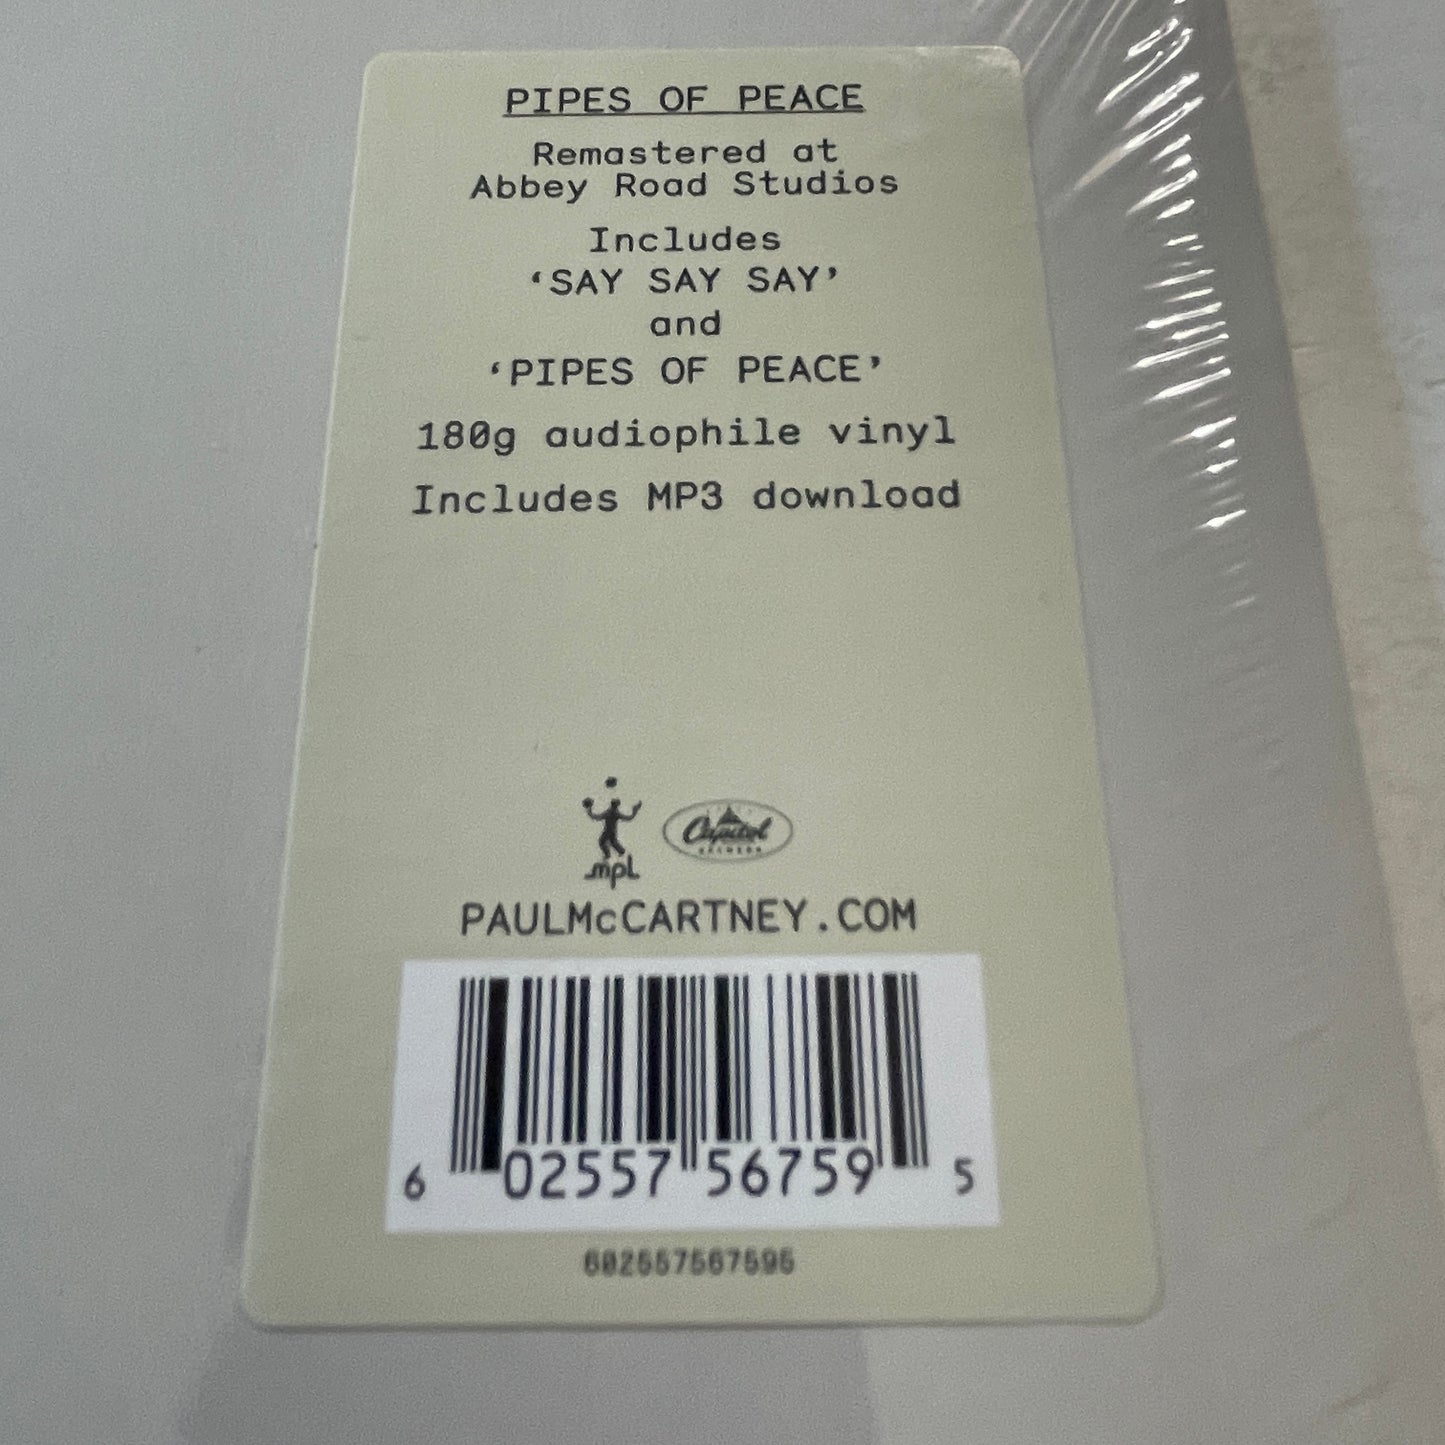 PIPES OF PEACE
Remastered at
Abbey Road Studios
Includes
‘SAY SAY SAY’
and
‘PIPES OF PEACE’
180g audiophile vinyl
Includes MP3 download
mpl
Capitol
RECORDS
PAULMcCARTNEY.COM
6 02557 56759 5
602557567595